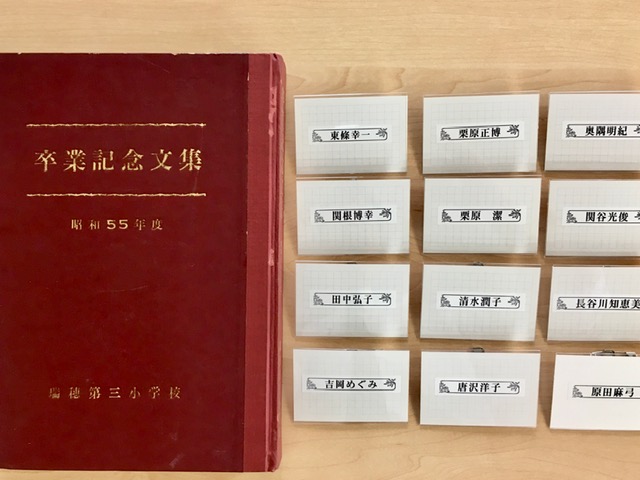 卒業記念文集
昭和55年度
瑞穂第三小学校
東條幸一
栗原正博
奥隅明紀
関根博幸
栗原 潔
関谷光俊
田中弘子
清水潤子
長谷川知恵美
吉岡めぐみ
唐沢洋子
原田麻弓